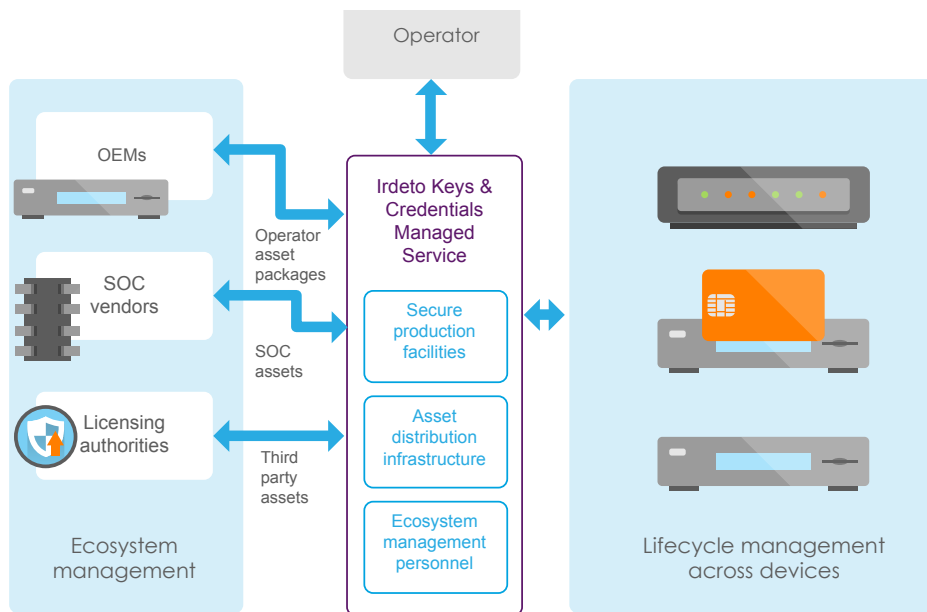 Operator
OEMs
Operator
asset
packages
SOC
vendors
SOC
assets
Licensing
authorities
Third
party
assets
Ecosystem
management
Irdeto Keys &
Credentials
Managed
Service
Secure
production
facilities
Asset
distribution
infrastructure
Ecosystem
management
personnel
Lifecycle management
across devices